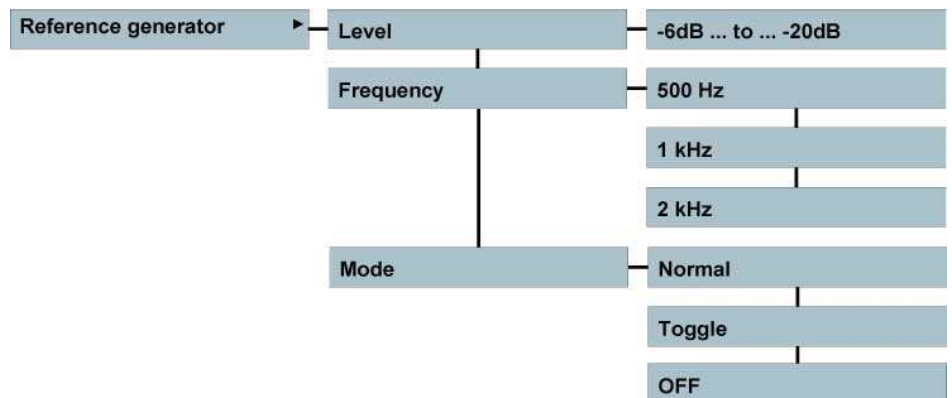 Reference generator
Level
-6dB ... to ... -20dB
Frequency
500 Hz
1 kHz
2 kHz
Mode
Normal
Toggle
OFF